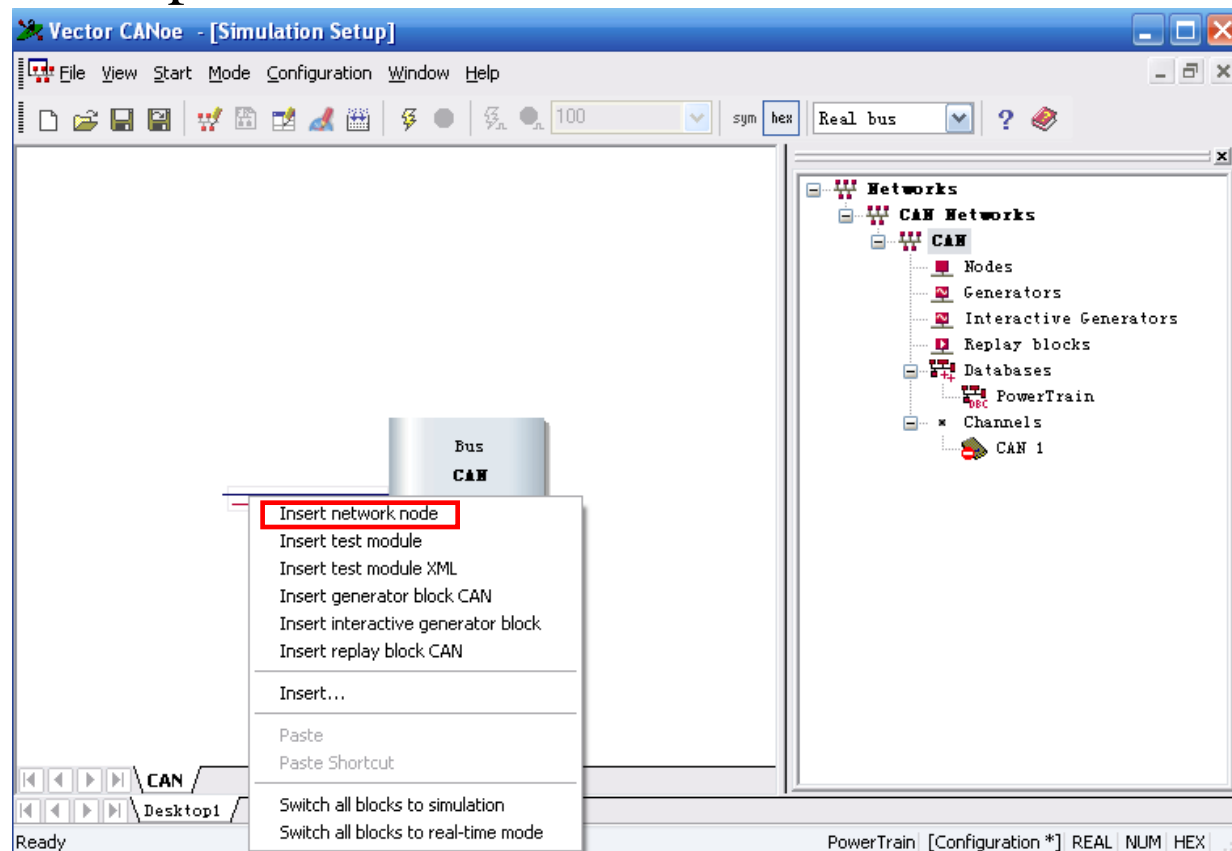 Vector CANoe - [Simulation Setup]
File View Start Mode Configuration Window Help
100 sym hex Real bus ?
Networks
CAN Networks
CAN
Nodes
Generators
Interactive Generators
Replay blocks
Databases
DBC PowerTrain
Channels
CAN 1
Bus
CAN
Insert network node
Insert test module
Insert test module XML
Insert generator block CAN
Insert interactive generator block
Insert replay block CAN
Insert...
Paste
Paste Shortcut
Switch all blocks to simulation
Switch all blocks to real-time mode
CAN
Desktop1
Ready PowerTrain [Configuration *] REAL NUM HEX